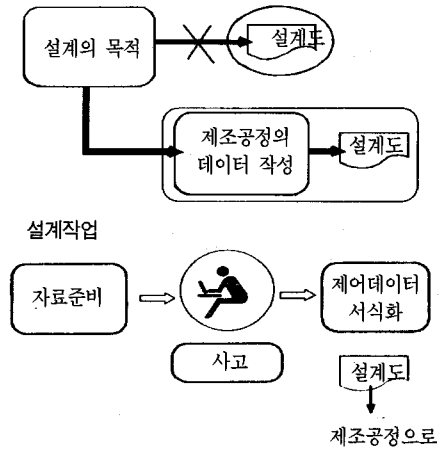 설계의 목적
설계도
제조공정의
데이터 작성
설계도
설계작업
자료준비
제어데이터
서식화
사고
설계도
제조공정으로